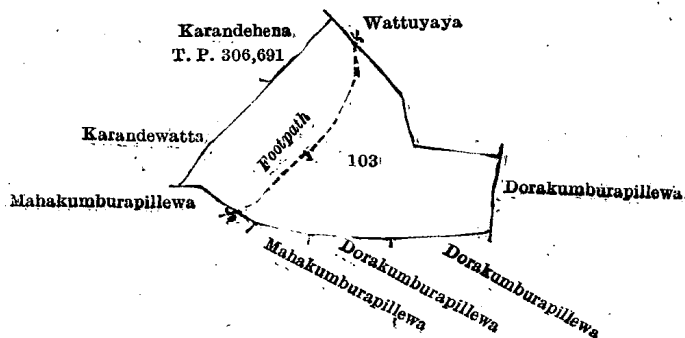 Karandehena,
T. P. 306,691
Wattuyaya
Karandewatta
Footpath
103
Mahakumburapillewa
Dorakumburapillewa
Mahakumburapillewa
Dorakumburapillewa
Dorakumburapillewa